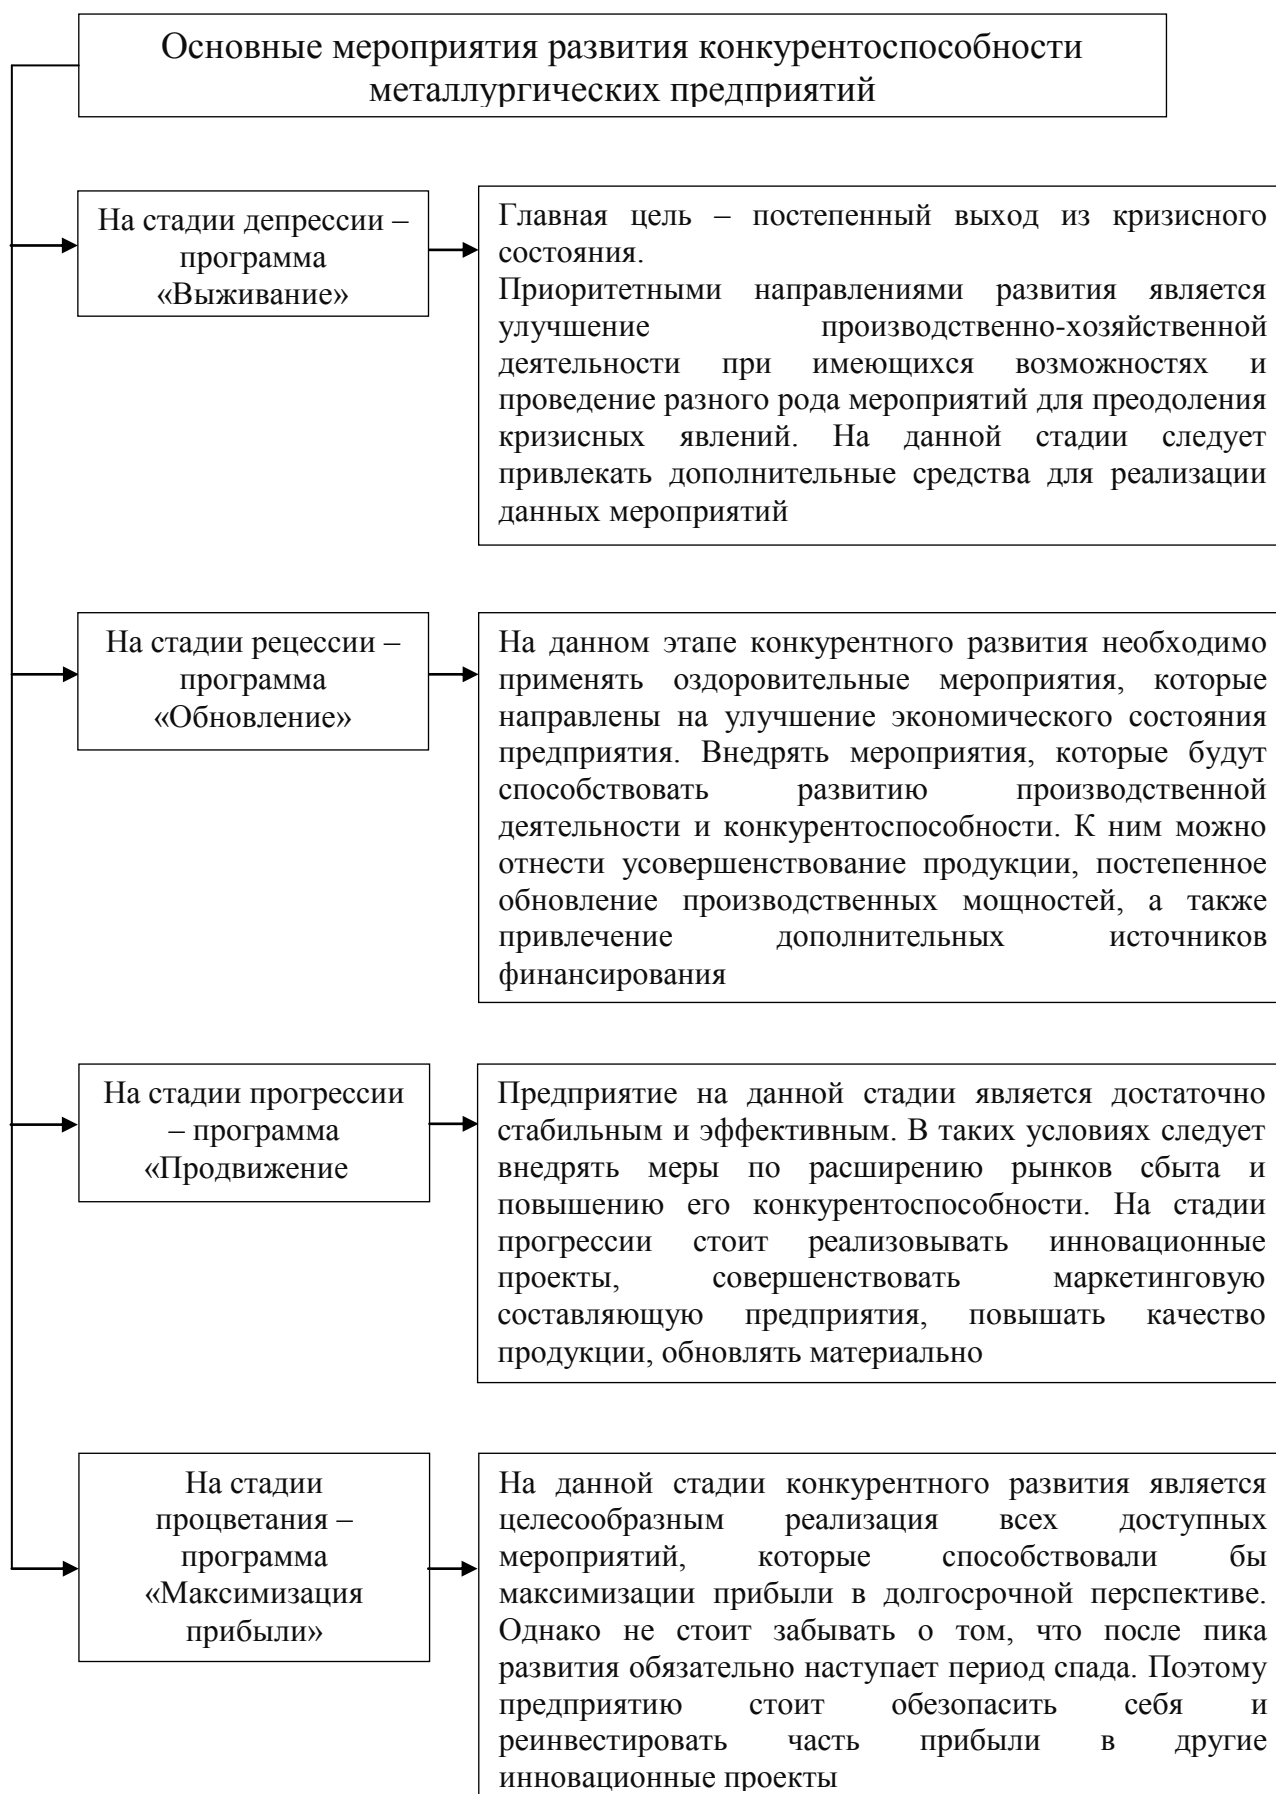 Основные мероприятия развития конкурентоспособности
металлургических предприятий
На стадии депрессии –
программа
«Выживание»
Главная цель – постепенный выход из кризисного
состояния.
Приоритетными направлениями развития является
улучшение производственно-хозяйственной
деятельности при имеющихся возможностях и
проведение разного рода мероприятий для преодоления
кризисных явлений. На данной стадии следует
привлекать дополнительные средства для реализации
данных мероприятий
На стадии рецессии –
программа
«Обновление»
На данном этапе конкурентного развития необходимо
применять оздоровительные мероприятия, которые
направлены на улучшение экономического состояния
предприятия. Внедрять мероприятия, которые будут
способствовать развитию производственной
деятельности и конкурентоспособности. К ним можно
отнести усовершенствование продукции, постепенное
обновление производственных мощностей, а также
привлечение дополнительных источников
финансирования
На стадии прогрессии
– программа
«Продвижение
Предприятие на данной стадии является достаточно
стабильным и эффективным. В таких условиях следует
внедрять меры по расширению рынков сбыта и
повышению его конкурентоспособности. На стадии
прогрессии стоит реализовывать инновационные
проекты, совершенствовать маркетинговую
составляющую предприятия, повышать качество
продукции, обновлять материально
На стадии
процветания –
программа
«Максимизация
прибыли»
На данной стадии конкурентного развития является
целесообразным реализация всех доступных
мероприятий, которые способствовали бы
максимизации прибыли в долгосрочной перспективе.
Однако не стоит забывать о том, что после пика
развития обязательно наступает период спада. Поэтому
предприятию стоит обезопасить себя и
реинвестировать часть прибыли в другие
инновационные проекты